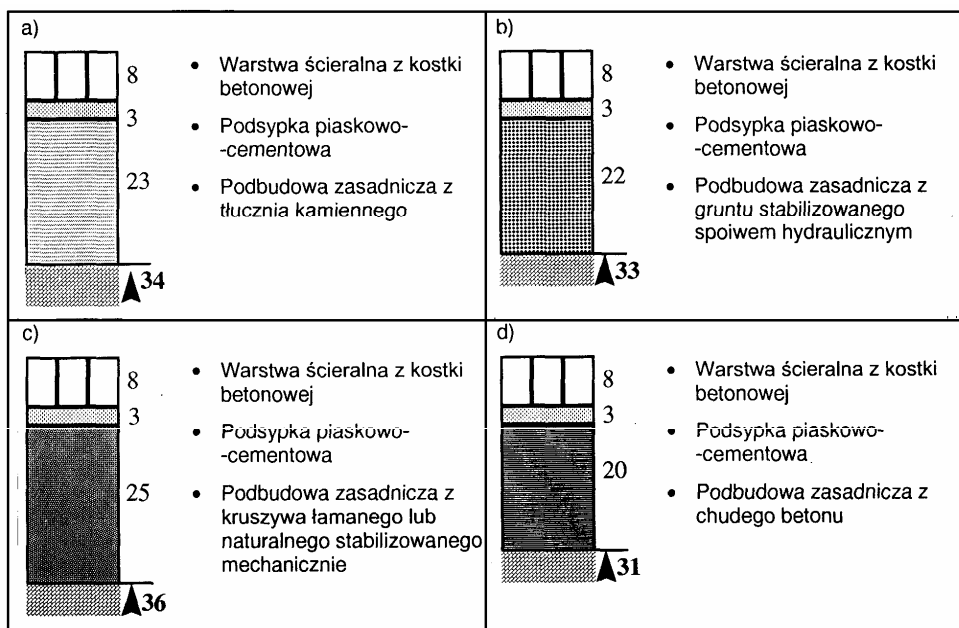 a)
8
3
23
34
• Warstwa ścieralna z kostki
betonowej
• Podsypka piaskowo-
-cementowa
• Podbudowa zasadnicza z
tłucznia kamiennego
b)
8
3
22
33
• Warstwa ścieralna z kostki
betonowej
• Podsypka piaskowo-
-cementowa
• Podbudowa zasadnicza z
gruntu stabilizowanego
spoiwem hydraulicznym
c)
8
3
25
36
• Warstwa ścieralna z kostki
betonowej
• Podsypka piaskowo-
-cementowa
• Podbudowa zasadnicza z
kruszywa łamanego lub
naturalnego stabilizowanego
mechanicznie
d)
8
3
20
31
• Warstwa ścieralna z kostki
betonowej
• Podsypka piaskowo-
-cementowa
• Podbudowa zasadnicza z
chudego betonu